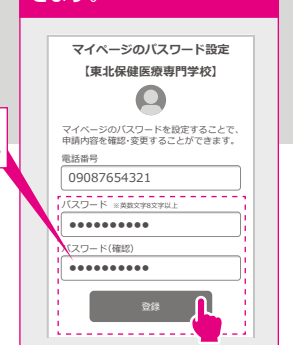 きます。
マイページのパスワード設定
【東北保健医療専門学校】
マイページのパスワードを設定することで、
申請内容を確認・変更することができます。
電話番号
09087654321
パスワード ※英数文字8文字以上
●●●●●●●●●●
パスワード(確認)
●●●●●●●●●●
登録